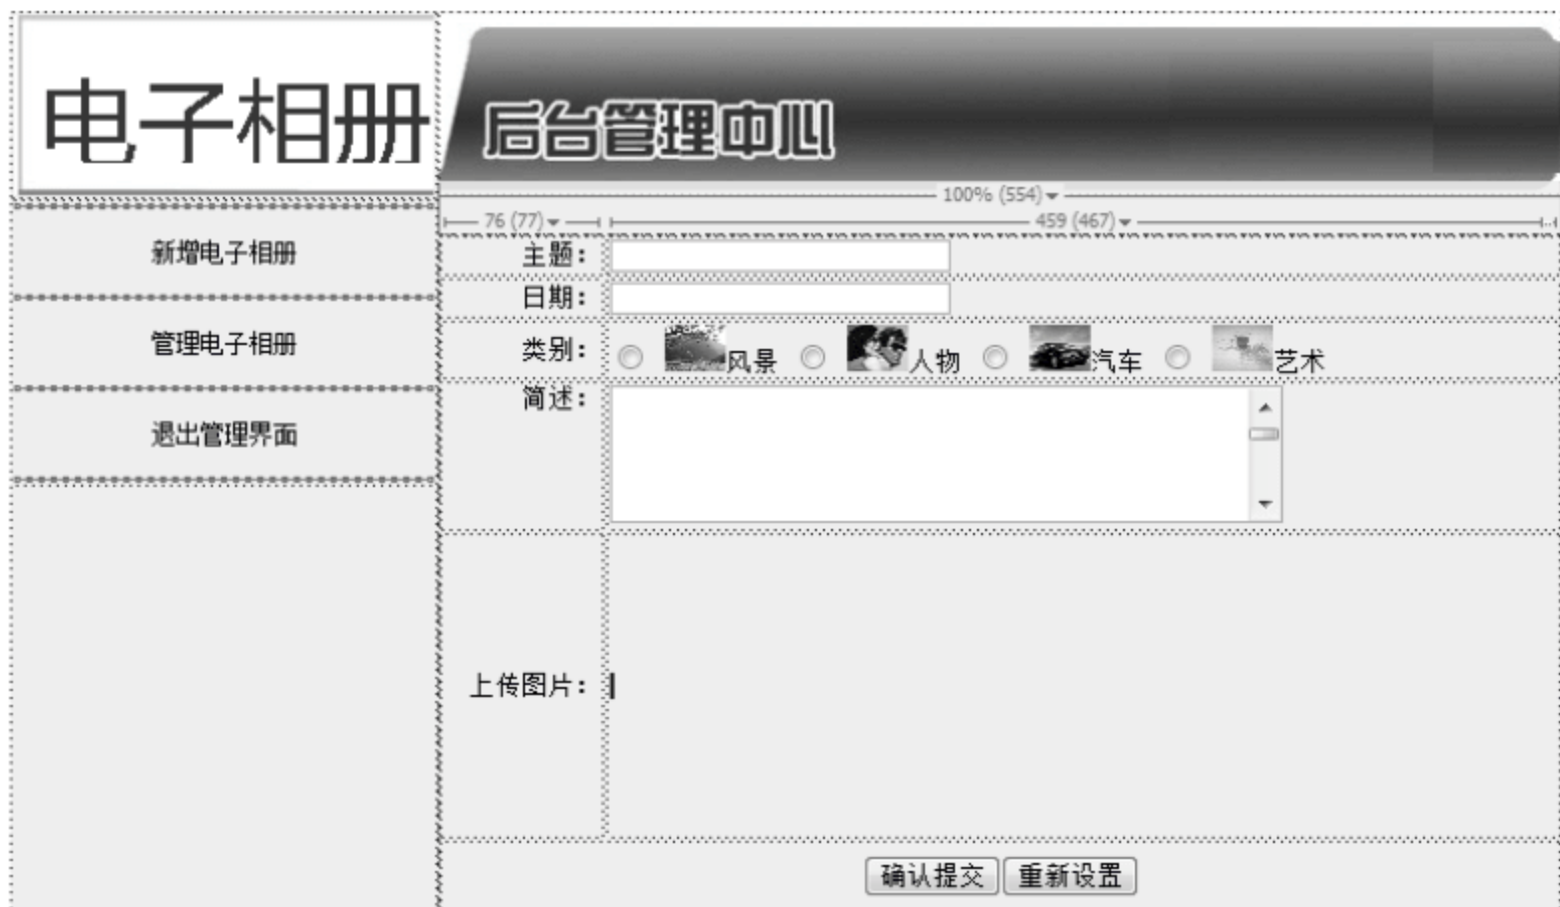 电子相册
后台管理中心
100% (554)
76 (77)
459 (467)
新增电子相册
管理电子相册
退出管理界面
主题：
日期：
类别： 风景 人物 汽车 艺术
简述：
上传图片：
确认提交 重新设置